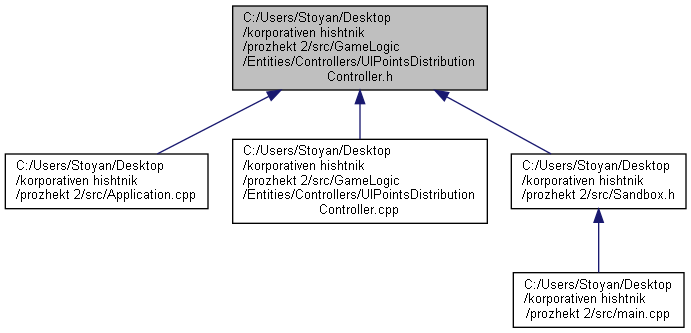 C:/Users/Stoyan/Desktop
/korporativen hishtnik
/prozhekt 2/src/GameLogic
/Entities/Controllers/UIPointsDistribution
Controller.h
C:/Users/Stoyan/Desktop
/korporativen hishtnik
/prozhekt 2/src/Application.cpp
C:/Users/Stoyan/Desktop
/korporativen hishtnik
/prozhekt 2/src/GameLogic
/Entities/Controllers/UIPointsDistribution
Controller.cpp
C:/Users/Stoyan/Desktop
/korporativen hishtnik
/prozhekt 2/src/Sandbox.h
C:/Users/Stoyan/Desktop
/korporativen hishtnik
/prozhekt 2/src/main.cpp